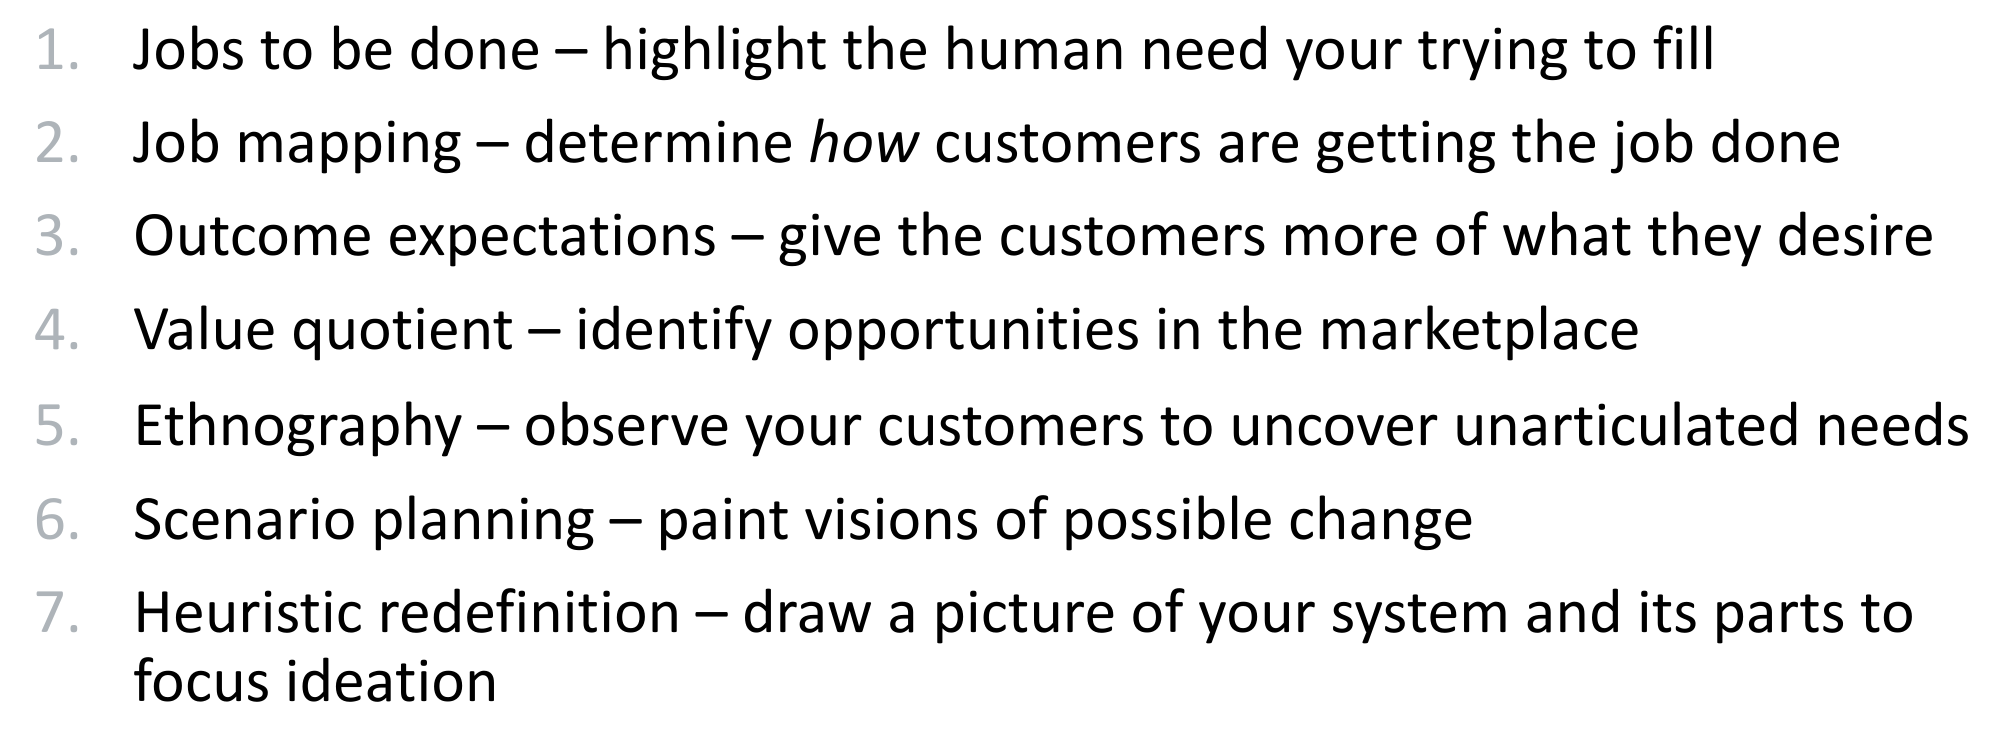 1. Jobs to be done – highlight the human need your trying to fill
2. Job mapping – determine how customers are getting the job done
3. Outcome expectations – give the customers more of what they desire
4. Value quotient – identify opportunities in the marketplace
5. Ethnography – observe your customers to uncover unarticulated needs
6. Scenario planning – paint visions of possible change
7. Heuristic redefinition – draw a picture of your system and its parts to
focus ideation